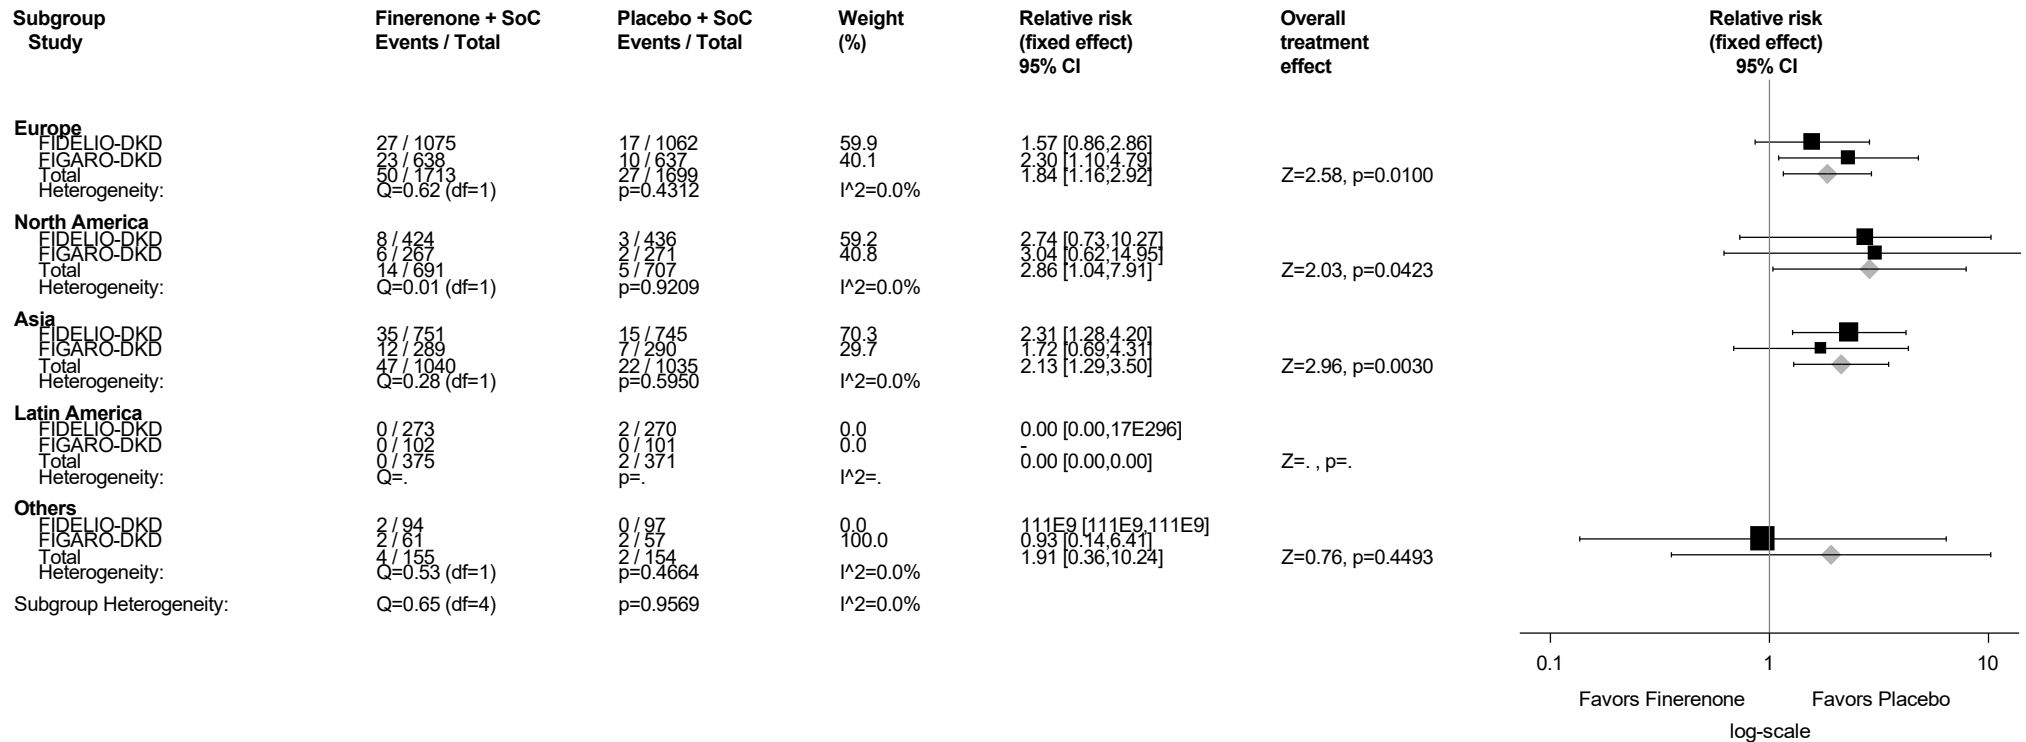 Subgroup Finerenone + SoC Placebo + SoC Weight Relative risk Overall Relative risk
Study Events / Total Events / Total (%) (fixed effect) treatment (fixed effect)
95% CI effect 95% CI
Europe
FIDELIO-DKD 27 / 1075 17 / 1062 59.9 1.57 [0.86,2.86]
FIGARO-DKD 23 / 638 10 / 637 40.1 2.30 [1.10,4.79]
Total 50 / 1713 27 / 1699 1.84 [1.16,2.92] Z=2.58, p=0.0100
Heterogeneity: Q=0.62 (df=1) p=0.4312 I^2=0.0%
North America
FIDELIO-DKD 8 / 424 3 / 436 59.2 2.74 [0.73,10.27]
FIGARO-DKD 6 / 267 2 / 271 40.8 3.04 [0.62,14.95]
Total 14 / 691 5 / 707 2.86 [1.04,7.91] Z=2.03, p=0.0423
Heterogeneity: Q=0.01 (df=1) p=0.9209 I^2=0.0%
Asia
FIDELIO-DKD 35 / 751 15 / 745 70.3 2.31 [1.28,4.20]
FIGARO-DKD 12 / 289 7 / 290 29.7 1.72 [0.69,4.31]
Total 47 / 1040 22 / 1035 2.13 [1.29,3.50] Z=2.96, p=0.0030
Heterogeneity: Q=0.28 (df=1) p=0.5950 I^2=0.0%
Latin America
FIDELIO-DKD 0 / 273 2 / 270 0.0 0.00 [0.00,17E296]
FIGARO-DKD 0 / 102 0 / 101 0.0 -
Total 0 / 375 2 / 371 0.00 [0.00,0.00] Z=. , p=.
Heterogeneity: Q=. p=. I^2=.
Others
FIDELIO-DKD 2 / 94 0 / 97 0.0 111E9 [111E9,111E9]
FIGARO-DKD 2 / 61 2 / 57 100.0 0.93 [0.14,6.41]
Total 4 / 155 2 / 154 1.91 [0.36,10.24] Z=0.76, p=0.4493
Heterogeneity: Q=0.53 (df=1) p=0.4664 I^2=0.0%
Subgroup Heterogeneity: Q=0.65 (df=4) p=0.9569 I^2=0.0%
0.1 1 10
Favors Finerenone Favors Placebo
log-scale